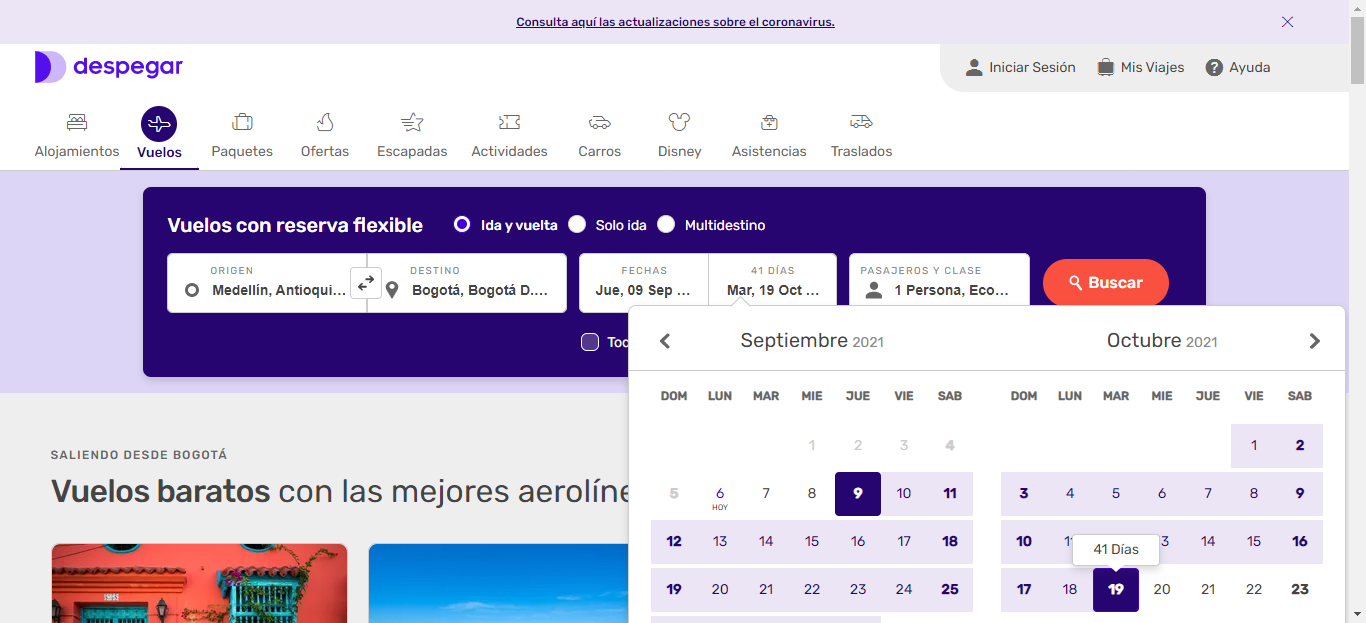 Consulta aquí las actualizaciones sobre el coronavirus.
despegar
Iniciar Sesión
Mis Viajes
? Ayuda
Alojamientos
Vuelos
Paquetes
Ofertas
Escapadas
Actividades
Carros
Disney
Asistencias
Traslados
Vuelos con reserva flexible
Ida y vuelta
Solo ida
Multidestino
ORIGEN
Medellín, Antioqui...
DESTINO
Bogotá, Bogotá D....
FECHAS
Jue, 09 Sep ...
41 DÍAS
Mar, 19 Oct ...
PASAJEROS Y CLASE
1 Persona, Eco...
Buscar
Septiembre 2021
DOM LUN MAR MIE JUE VIE SAB
1 2 3 4
5 6 7 8 9 10 11
HOY
12 13 14 15 16 17 18
19 20 21 22 23 24 25
Octubre 2021
DOM LUN MAR MIE JUE VIE SAB
1 2
3 4 5 6 7 8 9
10 14 15 16
41 Días
17 18 19 20 21 22 23
SALIENDO DESDE BOGOTÁ
Vuelos baratos con las mejores